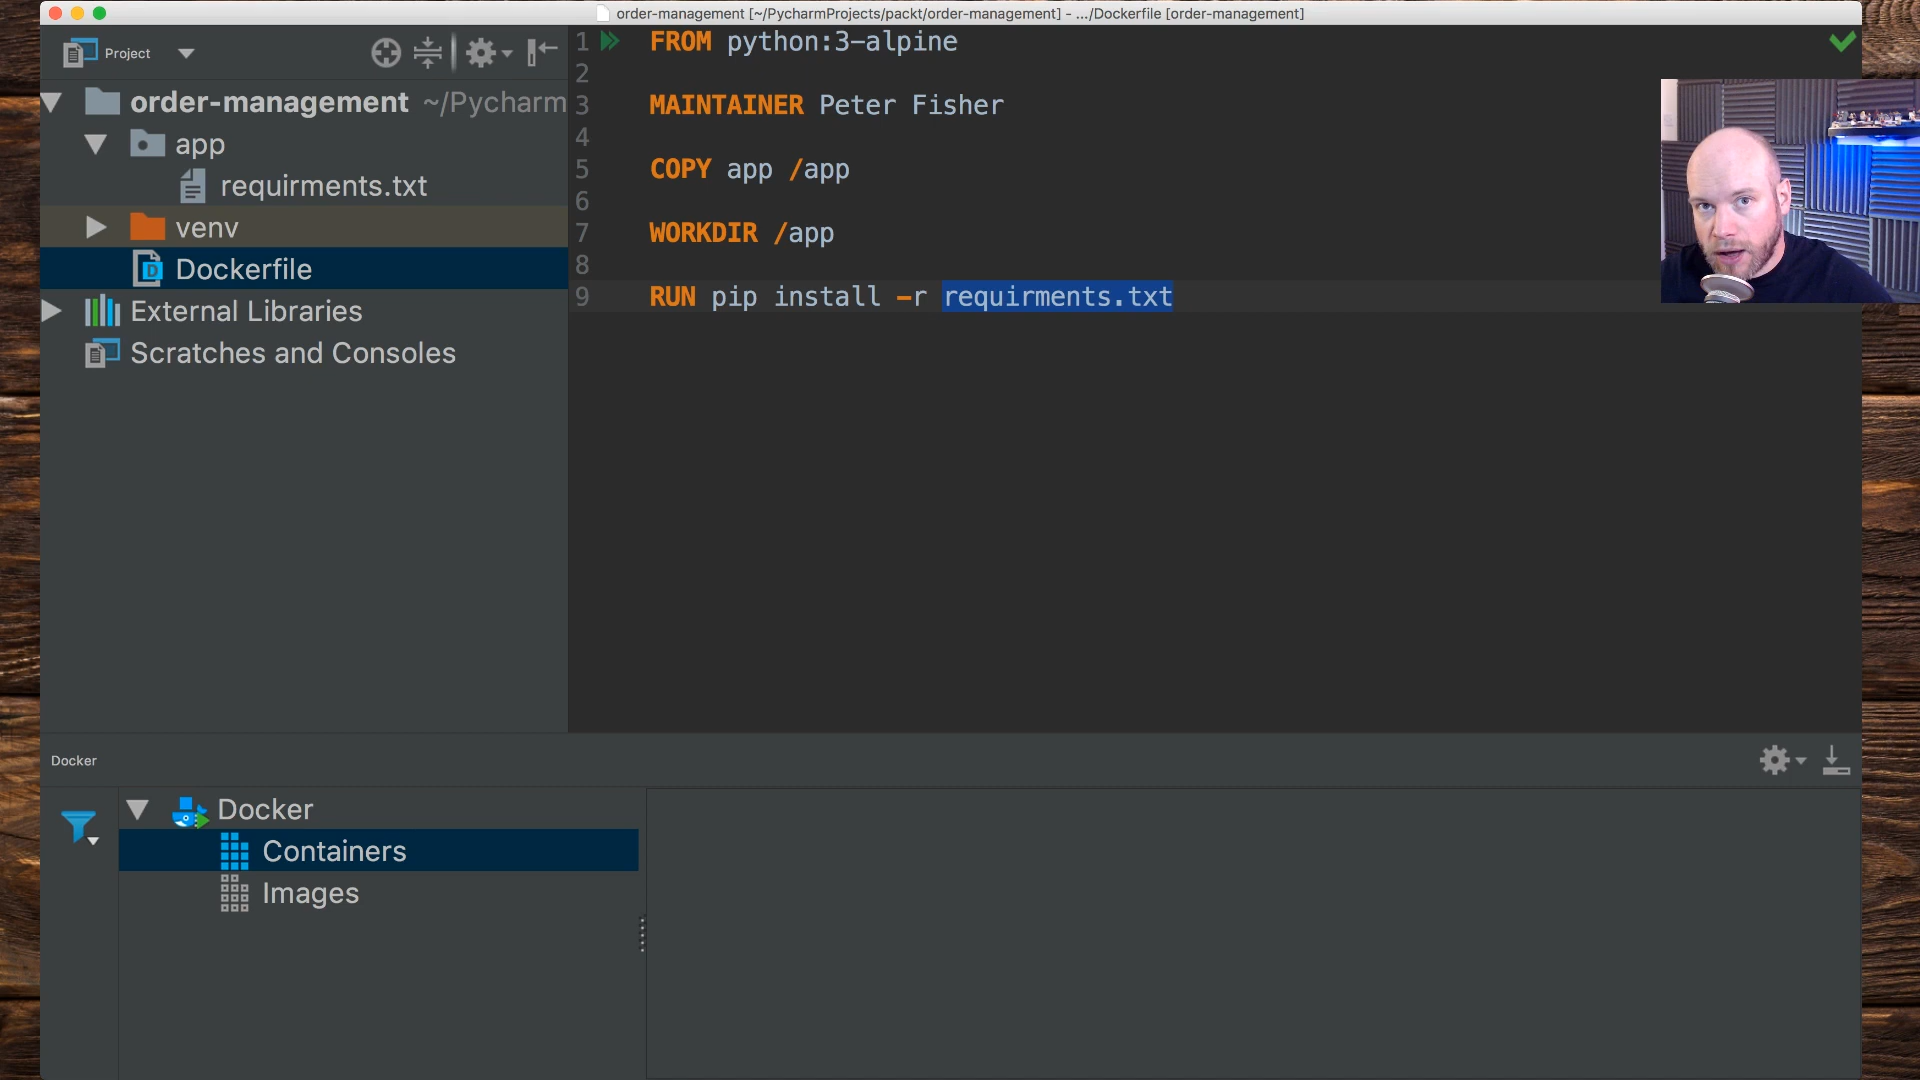 order-management [~/PycharmProjects/packt/order-management] - .../Dockerfile [order-management]
Project
order-management ~/Pycharm
app
requirments.txt
venv
Dockerfile
External Libraries
Scratches and Consoles
1 FROM python:3-alpine
2
3 MAINTAINER Peter Fisher
4
5 COPY app /app
6
7 WORKDIR /app
8
9 RUN pip install -r requirments.txt
Docker
Docker
Containers
Images